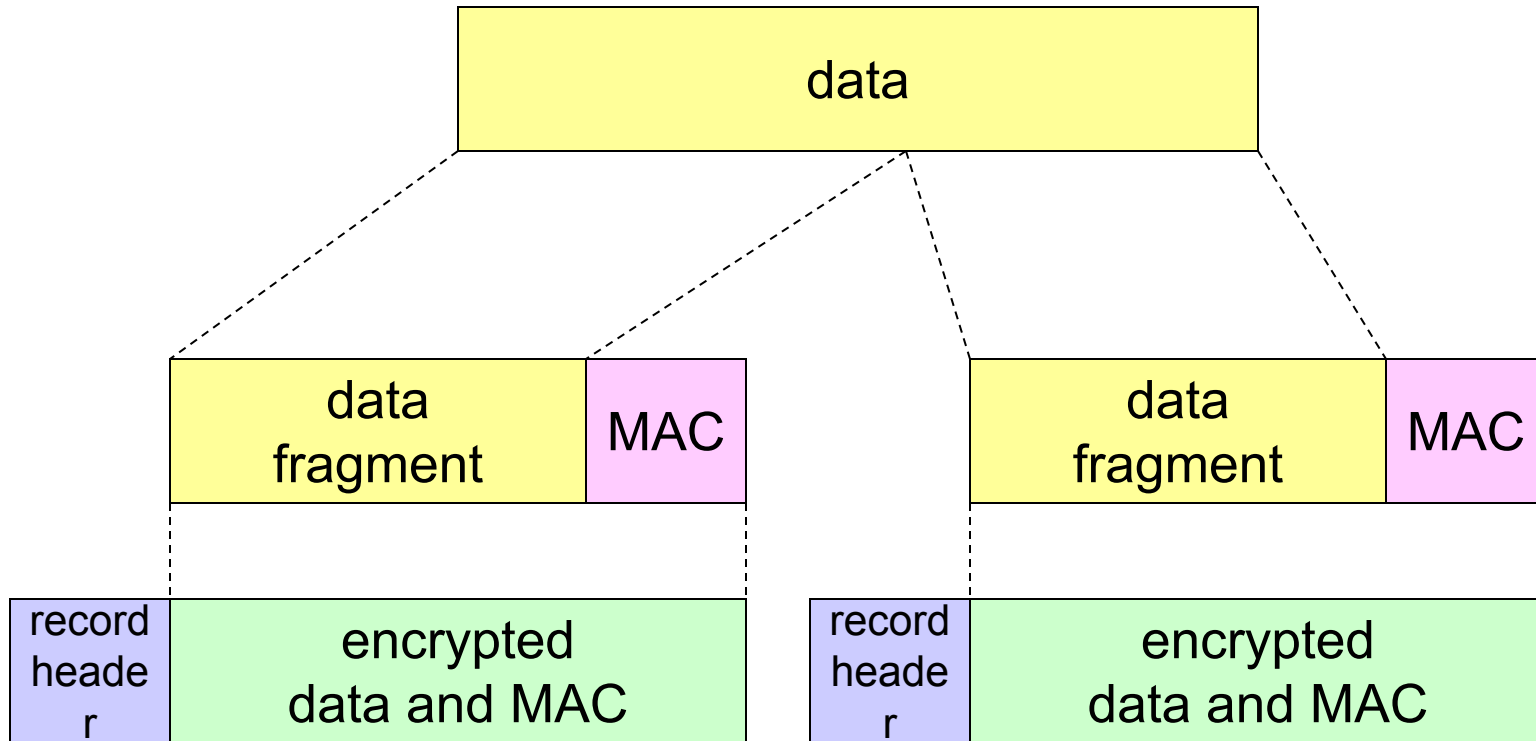 data
data
fragment
MAC
data
fragment
MAC
record
heade
r
encrypted
data and MAC
record
heade
r
encrypted
data and MAC